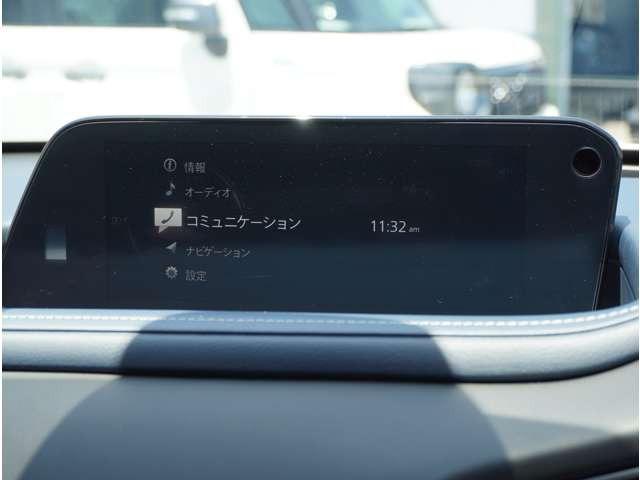 情報
オーディオ
コミュニケーション
11:32 am
ナビゲーション
設定